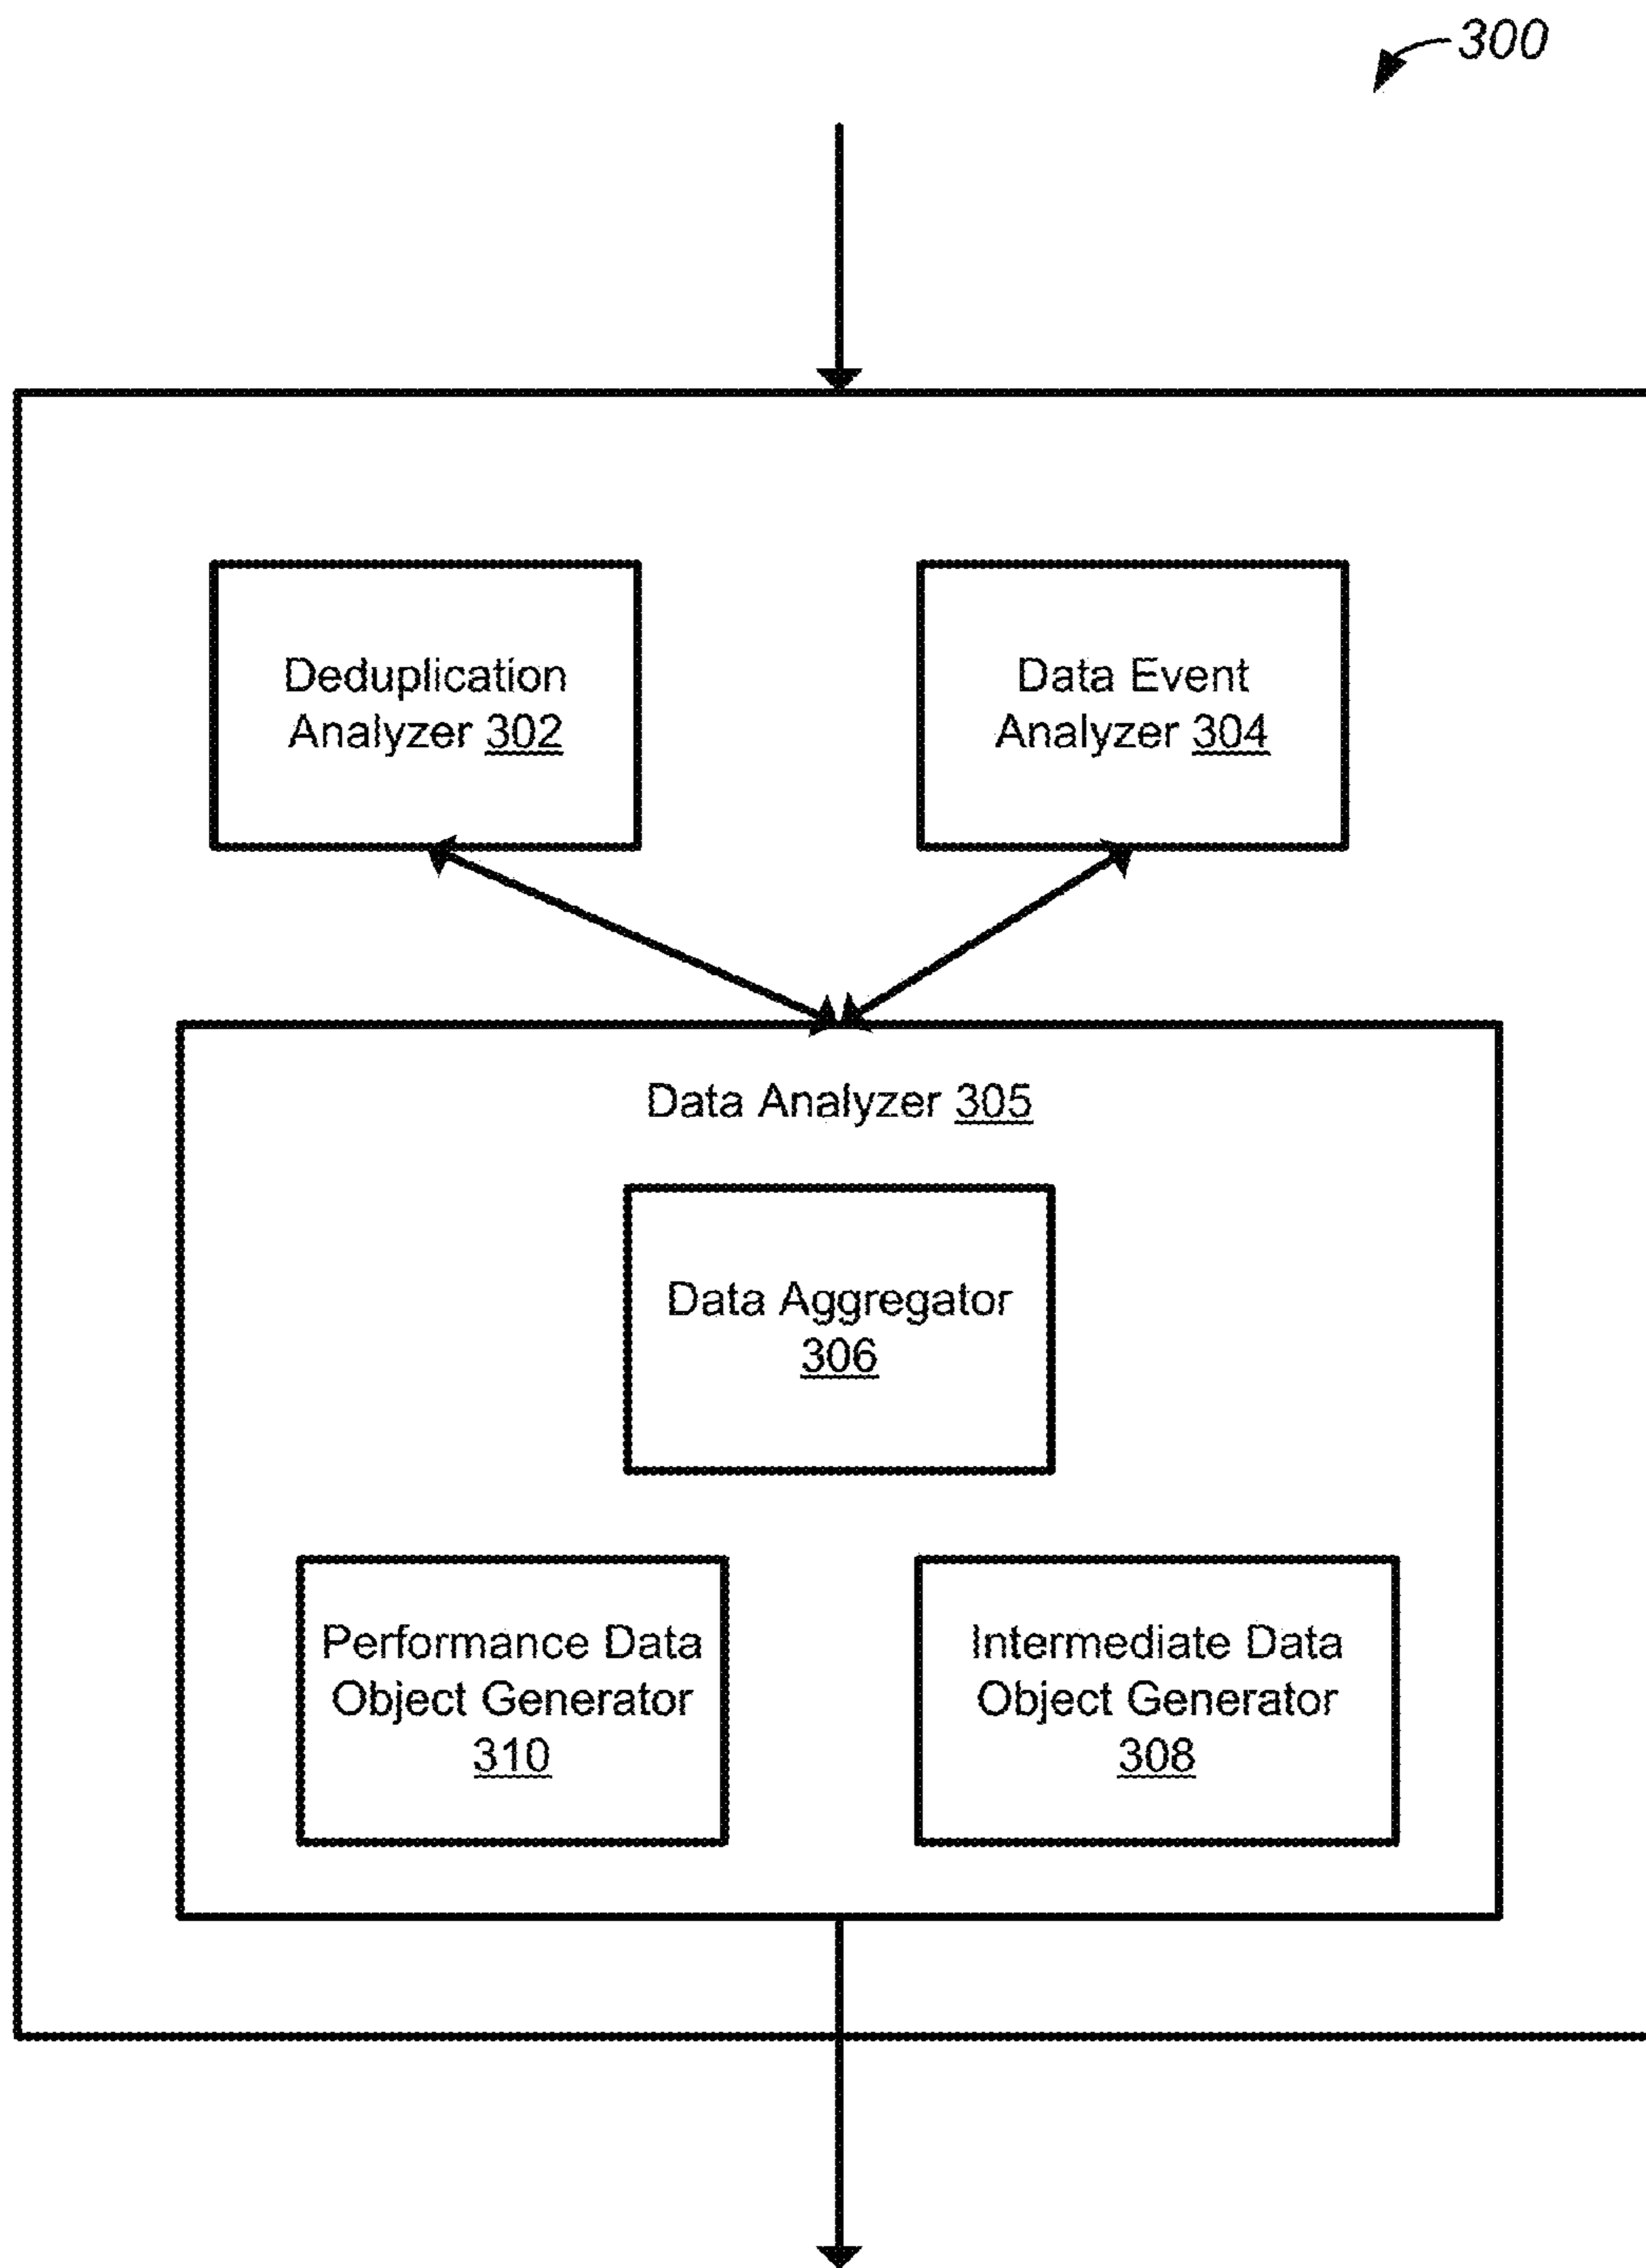 300
Deduplication
Analyzer 302
Data Event
Analyzer 304
Data Analyzer 305
Data Aggregator
306
Performance Data
Object Generator
310
Intermediate Data
Object Generator
308